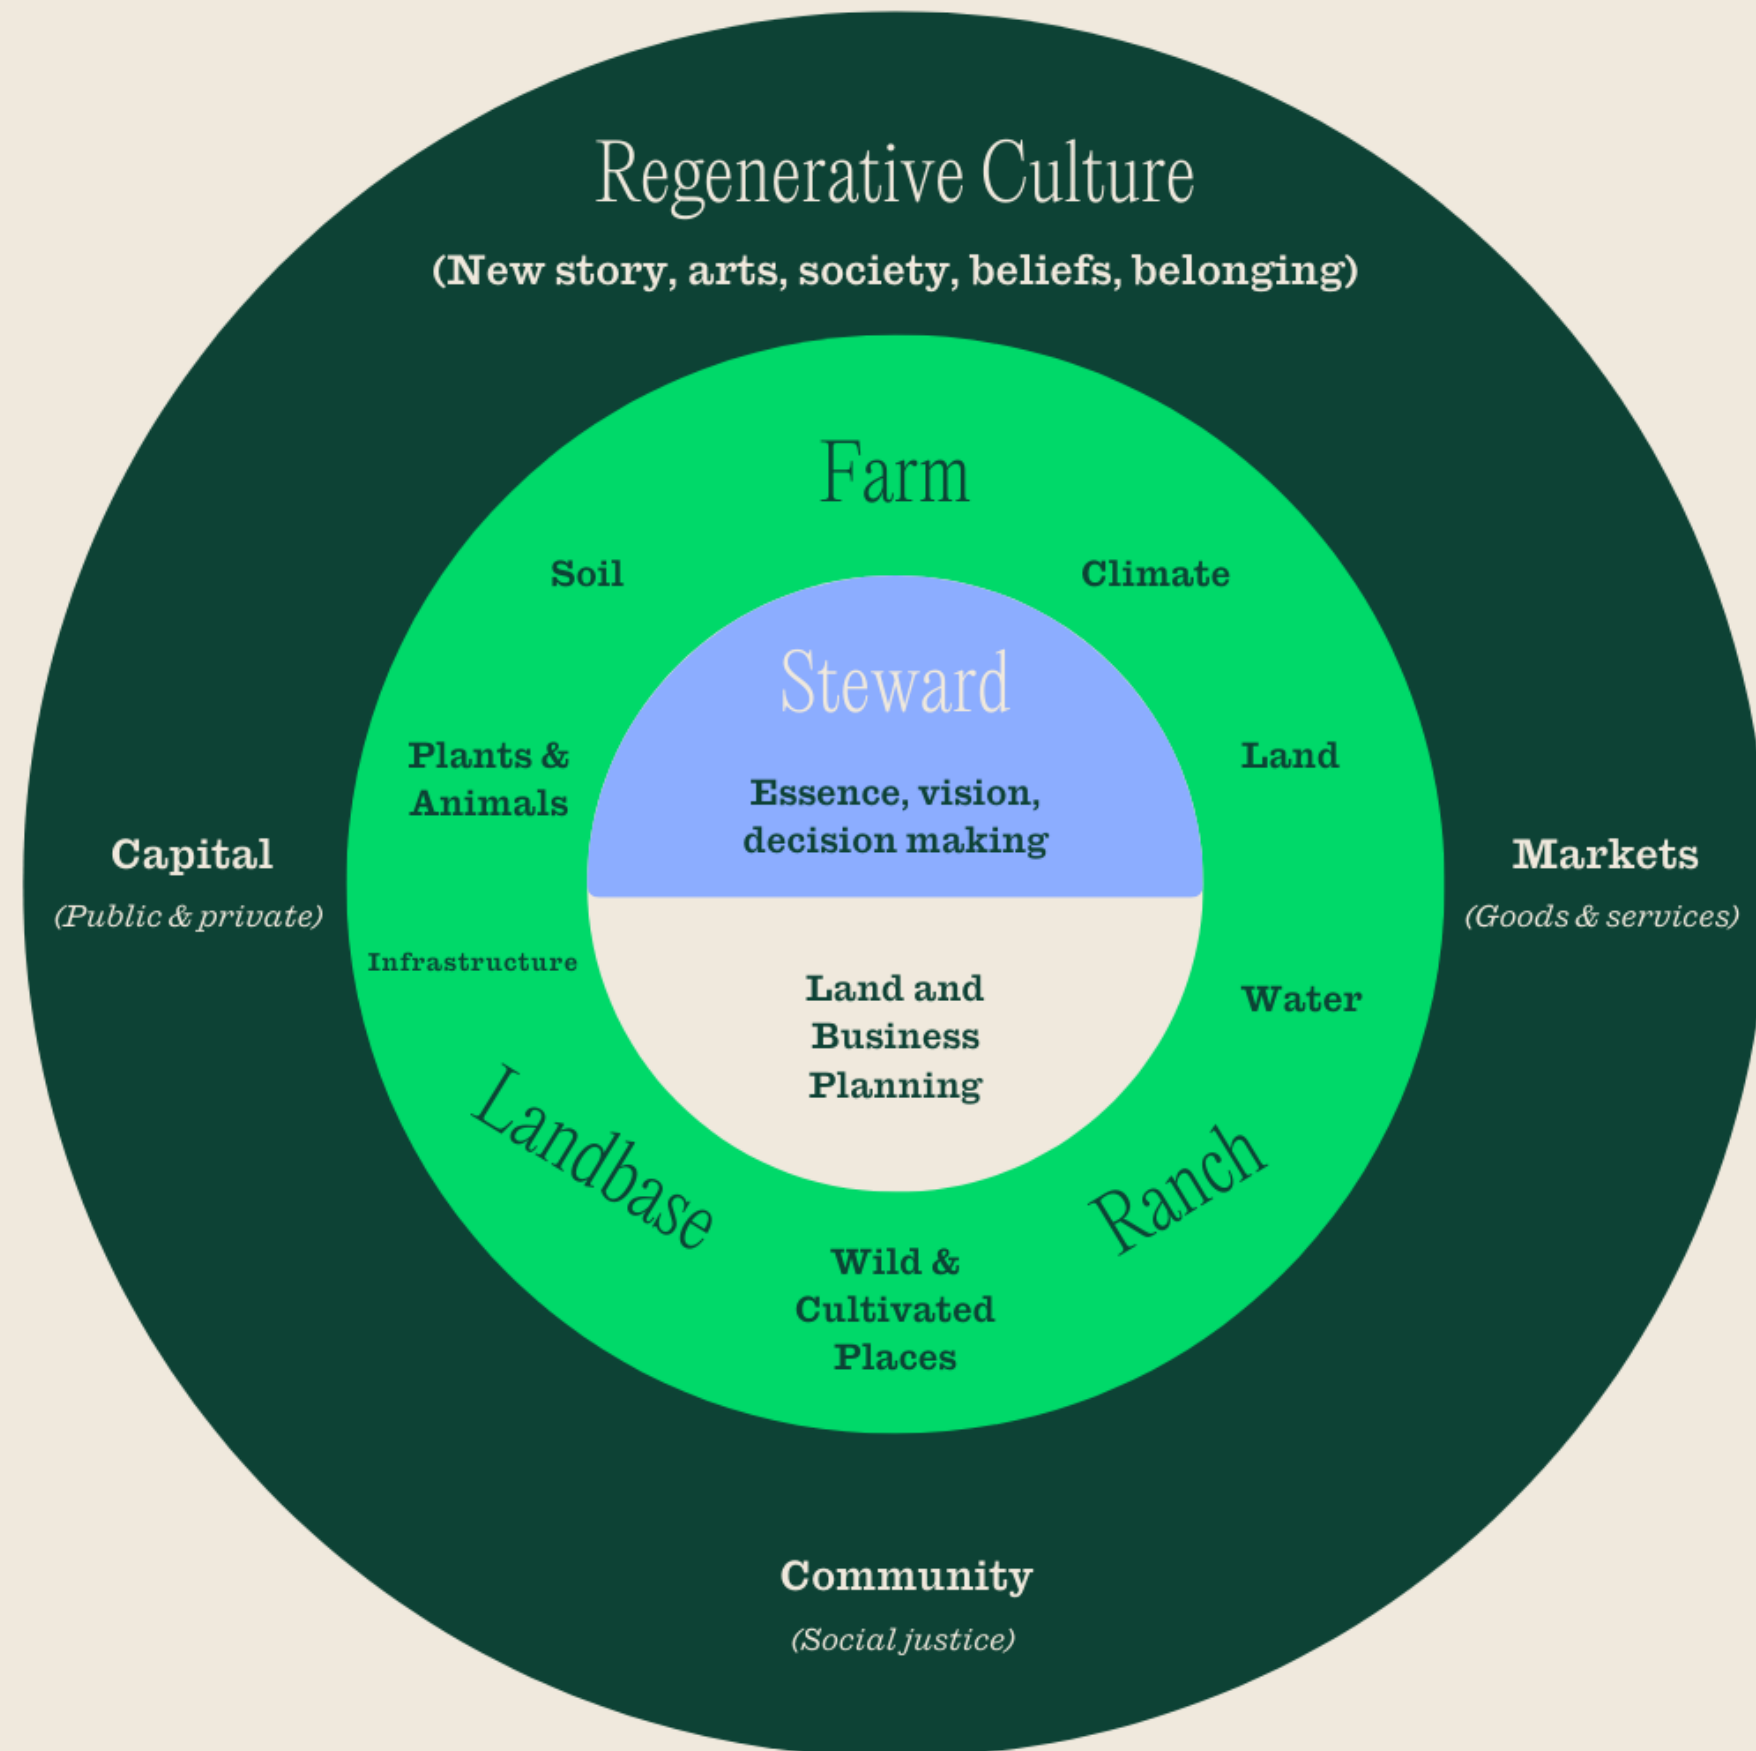 Regenerative Culture
(New story, arts, society, beliefs, belonging)
Farm
Soil
Climate
Steward
Essence, vision,
decision making
Plants &
Animals
Land
Capital
(Public & private)
Markets
(Goods & services)
Infrastructure
Water
Land and
Business
Planning
Landbase
Ranch
Wild &
Cultivated
Places
Community
(Social justice)